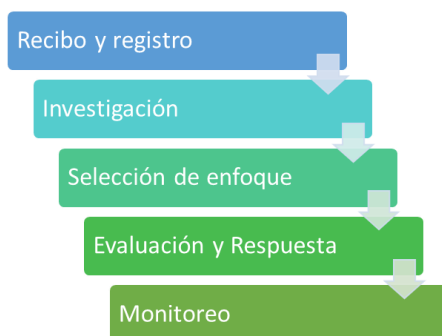 Recibo y registro
Investigación
Selección de enfoque
Evaluación y Respuesta
Monitoreo